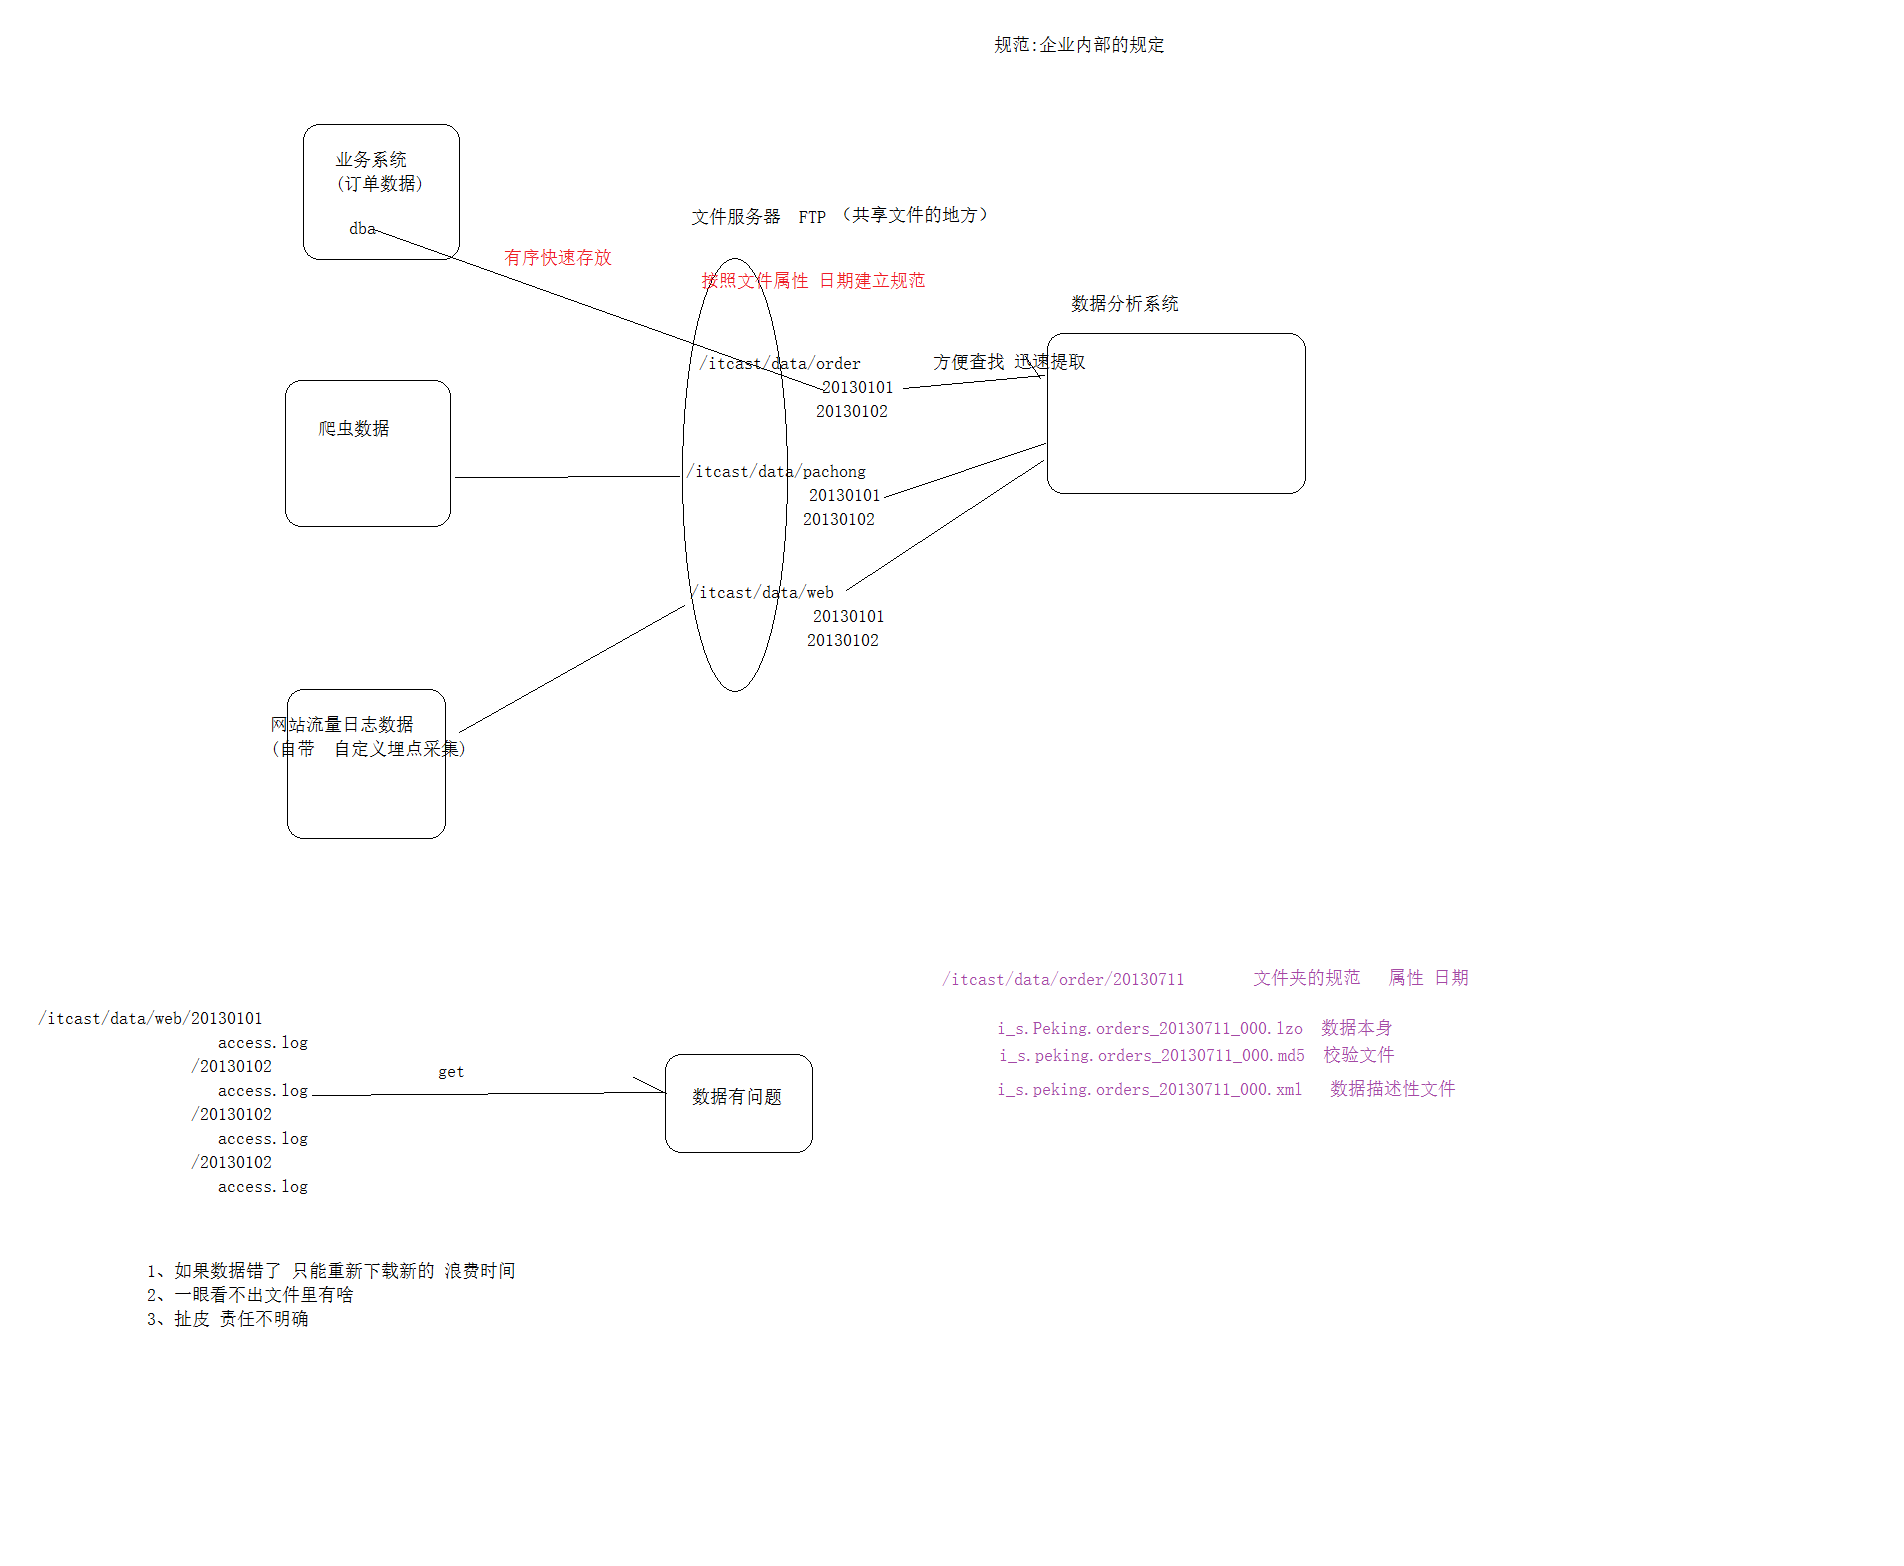 规范:企业内部的规定
业务系统
(订单数据)
dba
文件服务器  FTP （共享文件的地方）
有序快速存放
按照文件属性 日期建立规范
数据分析系统
/itcast/data/order
20130101
20130102
方便查找 迅速提取
爬虫数据
/itcast/data/pachong
20130101
20130102
/itcast/data/web
20130101
20130102
网站流量日志数据
(自带  自定义埋点采集)
/itcast/data/web/20130101
access.log
/20130102
access.log
/20130102
access.log
/20130102
access.log
get
数据有问题
/itcast/data/order/20130711 文件夹的规范 属性 日期
i_s.Peking.orders_20130711_000.lzo 数据本身
i_s.peking.orders_20130711_000.md5 校验文件
i_s.peking.orders_20130711_000.xml 数据描述性文件
1、如果数据错了 只能重新下载新的 浪费时间
2、一眼看不出文件里有啥
3、扯皮 责任不明确